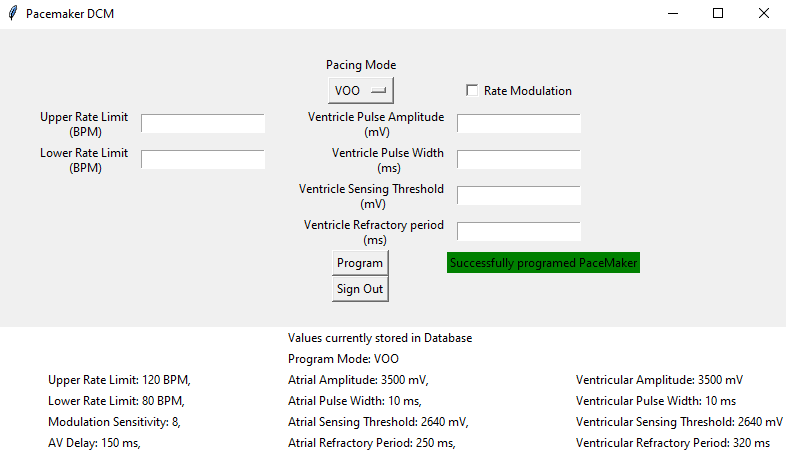 Pacemaker DCM
Pacing Mode
VOO
Rate Modulation
Upper Rate Limit
(BPM)
Ventricle Pulse Amplitude
(mV)
Lower Rate Limit
(BPM)
Ventricle Pulse Width
(ms)
Ventricle Sensing Threshold
(mV)
Ventricle Refractory period
(ms)
Program
Successfully programed PaceMaker
Sign Out
Values currently stored in Database
Program Mode: VOO
Upper Rate Limit: 120 BPM, Atrial Amplitude: 3500 mV, Ventricular Amplitude: 3500 mV
Lower Rate Limit: 80 BPM, Atrial Pulse Width: 10 ms, Ventricular Pulse Width: 10 ms
Modulation Sensitivity: 8, Atrial Sensing Threshold: 2640 mV, Ventricular Sensing Threshold: 2640 mV
AV Delay: 150 ms, Atrial Refractory Period: 250 ms, Ventricular Refractory Period: 320 ms